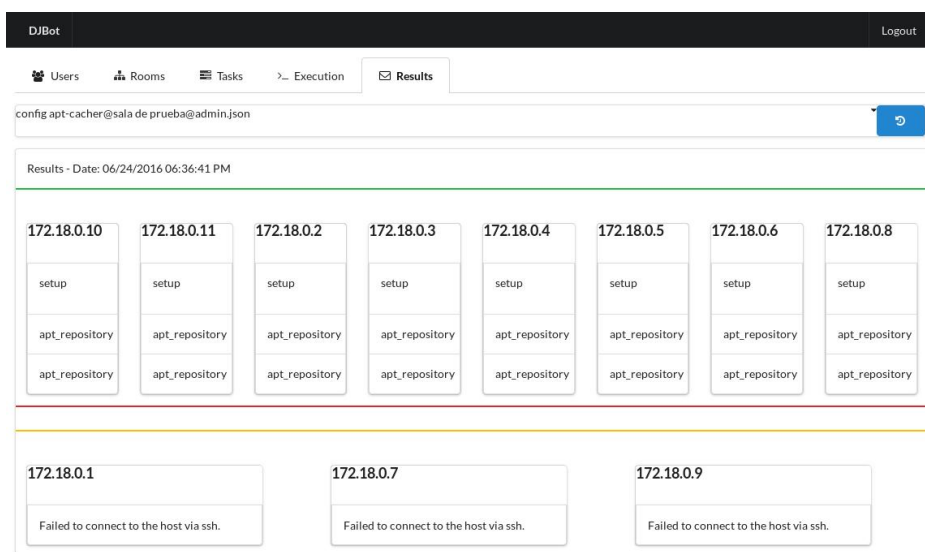 DJBot Logout
Users Rooms Tasks Execution Results
config apt-cacher@sala de prueba@admin.json
Results - Date: 06/24/2016 06:36:41 PM
172.18.0.10 172.18.0.11 172.18.0.2 172.18.0.3 172.18.0.4 172.18.0.5 172.18.0.6 172.18.0.8
setup setup setup setup setup setup setup setup
apt_repository apt_repository apt_repository apt_repository apt_repository apt_repository apt_repository apt_repository
apt_repository apt_repository apt_repository apt_repository apt_repository apt_repository apt_repository apt_repository
172.18.0.1 172.18.0.7 172.18.0.9
Failed to connect to the host via ssh. Failed to connect to the host via ssh. Failed to connect to the host via ssh.